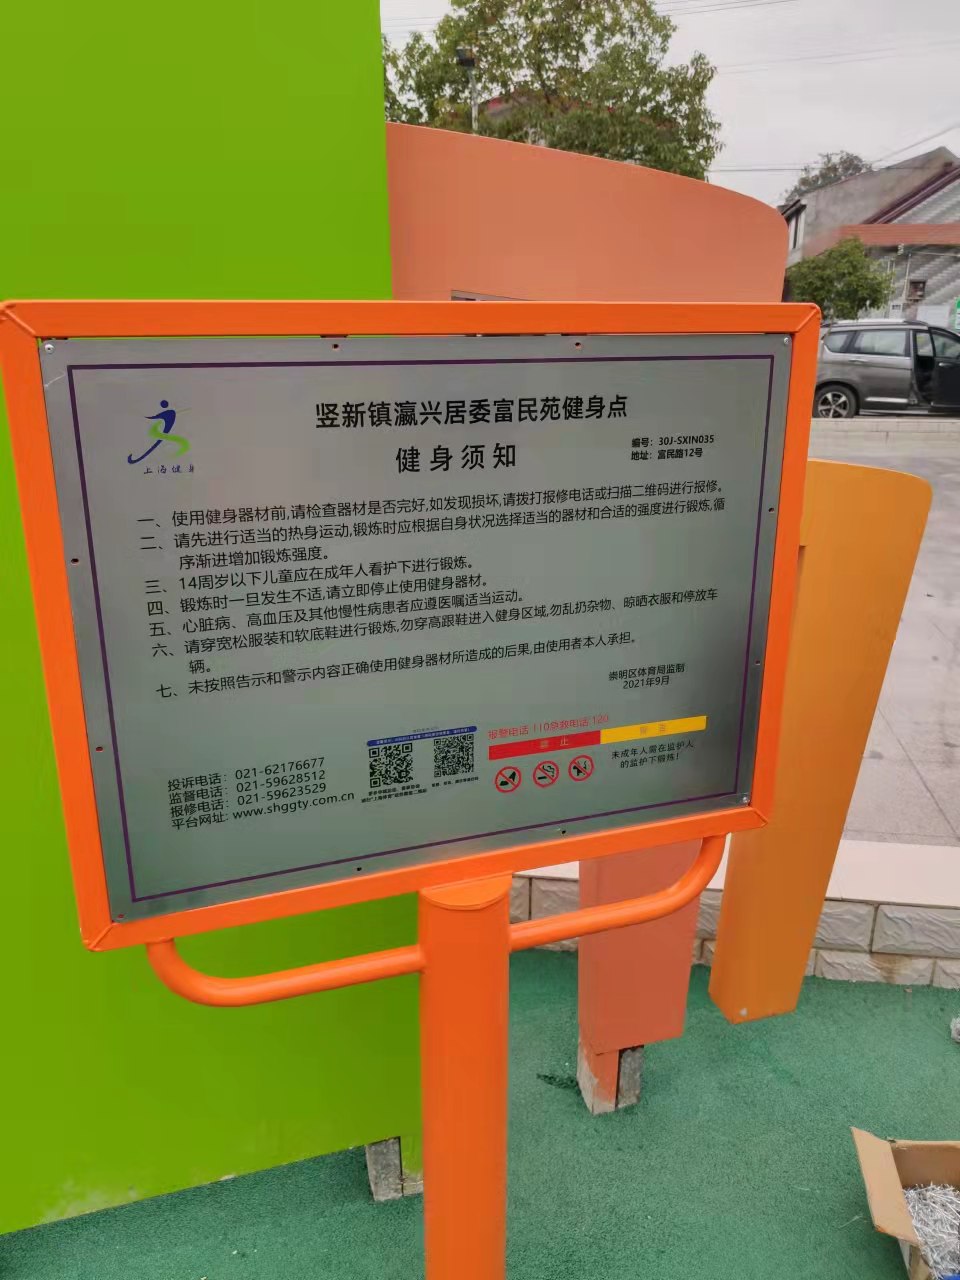 竖新镇瀛兴居委富民苑健身点
健身须知
编号：30J-SXIN035
地址：富民路12号
上海健身
一、使用健身器材前,请检查器材是否完好,如发现损坏,请拨打报修电话或扫描二维码进行报修。
二、请先进行适当的热身运动,锻炼时应根据自身状况选择适当的器材和合适的强度进行锻炼,循
序渐进增加锻炼强度。
三、14周岁以下儿童应在成年人看护下进行锻炼。
四、锻炼时一旦发生不适,请立即停止使用健身器材。
五、心脏病、高血压及其他慢性病患者应遵医嘱适当运动。
六、请穿宽松服装和软底鞋进行锻炼,勿穿高跟鞋进入健身区域,勿乱扔杂物、晾晒衣服和停放车
辆。
七、未按照告示和警示内容正确使用健身器材所造成的后果,由使用者本人承担。
崇明区体育局监制
2021年9月
投诉电话：021-62176677
监督电话：021-59628512
报修电话：021-59623529
平台网址：www.shggty.com.cn
报警电话 110急救电话 120
禁止
未成年人需在监护人
的监护下锻炼！